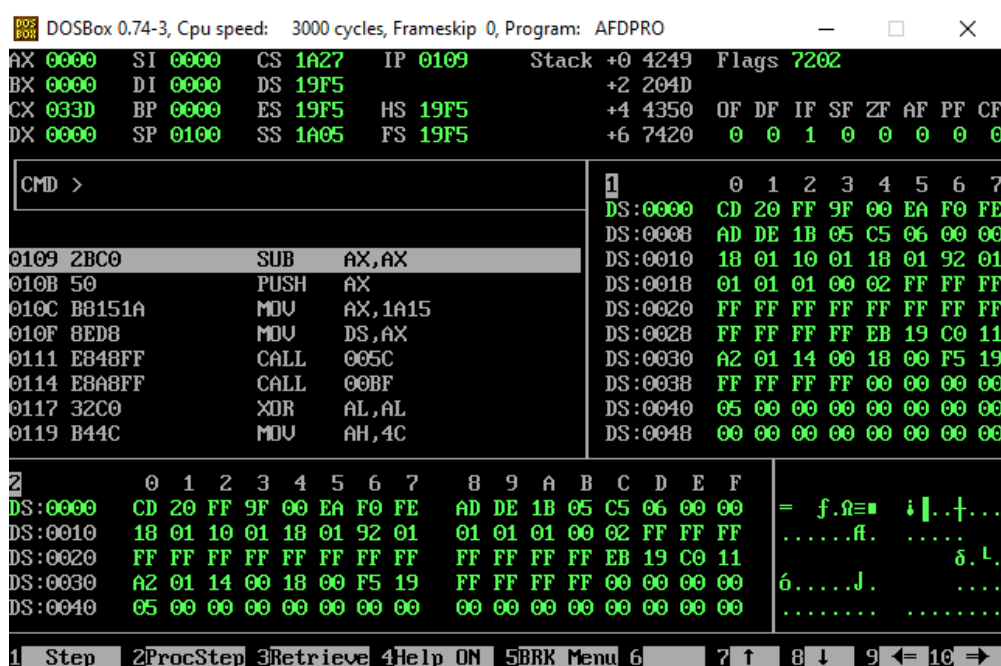 DOSBox 0.74-3, Cpu speed: 3000 cycles, Frameskip 0, Program: AFDPRO
AX 0000 SI 0000 CS 1A27 IP 0109 Stack +0 4249 Flags 7202
BX 0000 DI 0000 DS 19F5 +2 204D
CX 033D BP 0000 ES 19F5 HS 19F5 +4 4350 OF DF IF SF ZF AF PF CF
DX 0000 SP 0100 SS 1A05 FS 19F5 +6 7420 0 0 1 0 0 0 0 0
CMD >
0109 2BC0 SUB AX,AX
010B 50 PUSH AX
010C B8151A MOV AX,1A15
010F 8ED8 MOV DS,AX
0111 E848FF CALL 005C
0114 E8A8FF CALL 00BF
0117 32C0 XOR AL,AL
0119 B44C MOV AH,4C
1 0 1 2 3 4 5 6 7
DS:0000 CD 20 FF 9F 00 EA F0 FE
DS:0008 AD DE 1B 05 C5 06 00 00
DS:0010 18 01 10 01 18 01 92 01
DS:0018 01 01 01 00 02 FF FF FF
DS:0020 FF FF FF FF FF FF FF FF
DS:0028 FF FF FF FF EB 19 C0 11
DS:0030 A2 01 14 00 18 00 F5 19
DS:0038 FF FF FF FF 00 00 00 00
DS:0040 05 00 00 00 00 00 00 00
DS:0048 00 00 00 00 00 00 00 00
2 0 1 2 3 4 5 6 7 8 9 A B C D E F
DS:0000 CD 20 FF 9F 00 EA F0 FE AD DE 1B 05 C5 06 00 00 = ƒ.Ω≡■ ¡▐..┼...
DS:0010 18 01 10 01 18 01 92 01 01 01 01 00 02 FF FF FF ......Æ. .....
DS:0020 FF FF FF FF FF FF FF FF FF FF FF FF EB 19 C0 11 δ.└.
DS:0030 A2 01 14 00 18 00 F5 19 FF FF FF FF 00 00 00 00 ó.....⌡. ....
DS:0040 05 00 00 00 00 00 00 00 00 00 00 00 00 00 00 00 ........ ........
1 Step 2ProcStep 3Retrieve 4Help ON 5BRK Menu 6 7 ↑ 8 ↓ 9 ⇐ 10 ⇒